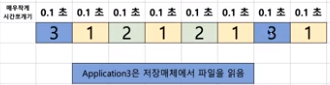 매우작게 0.1 초 0.1 초 0.1 초 0.1 초 0.1 초 0.1 초 0.1 초 0.1 초
시간쪼개기
3 1 2 1 2 1 3 1
Application3은 저장매체에서 파일을 읽음